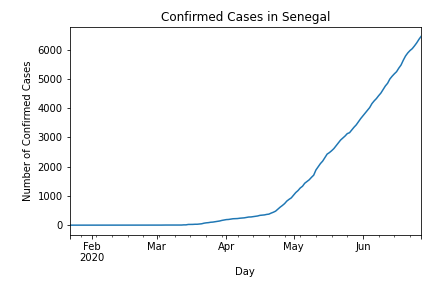 Confirmed Cases in Senegal
Number of Confirmed Cases
6000
5000
4000
3000
2000
1000
0
Feb Mar Apr May Jun
2020
Day